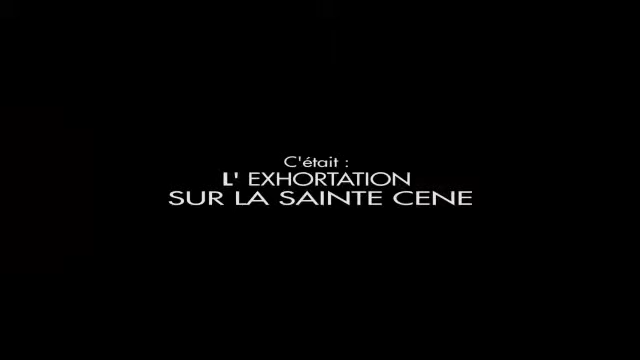 C'était :
L' EXHORTATION
SUR LA SAINTE CENE